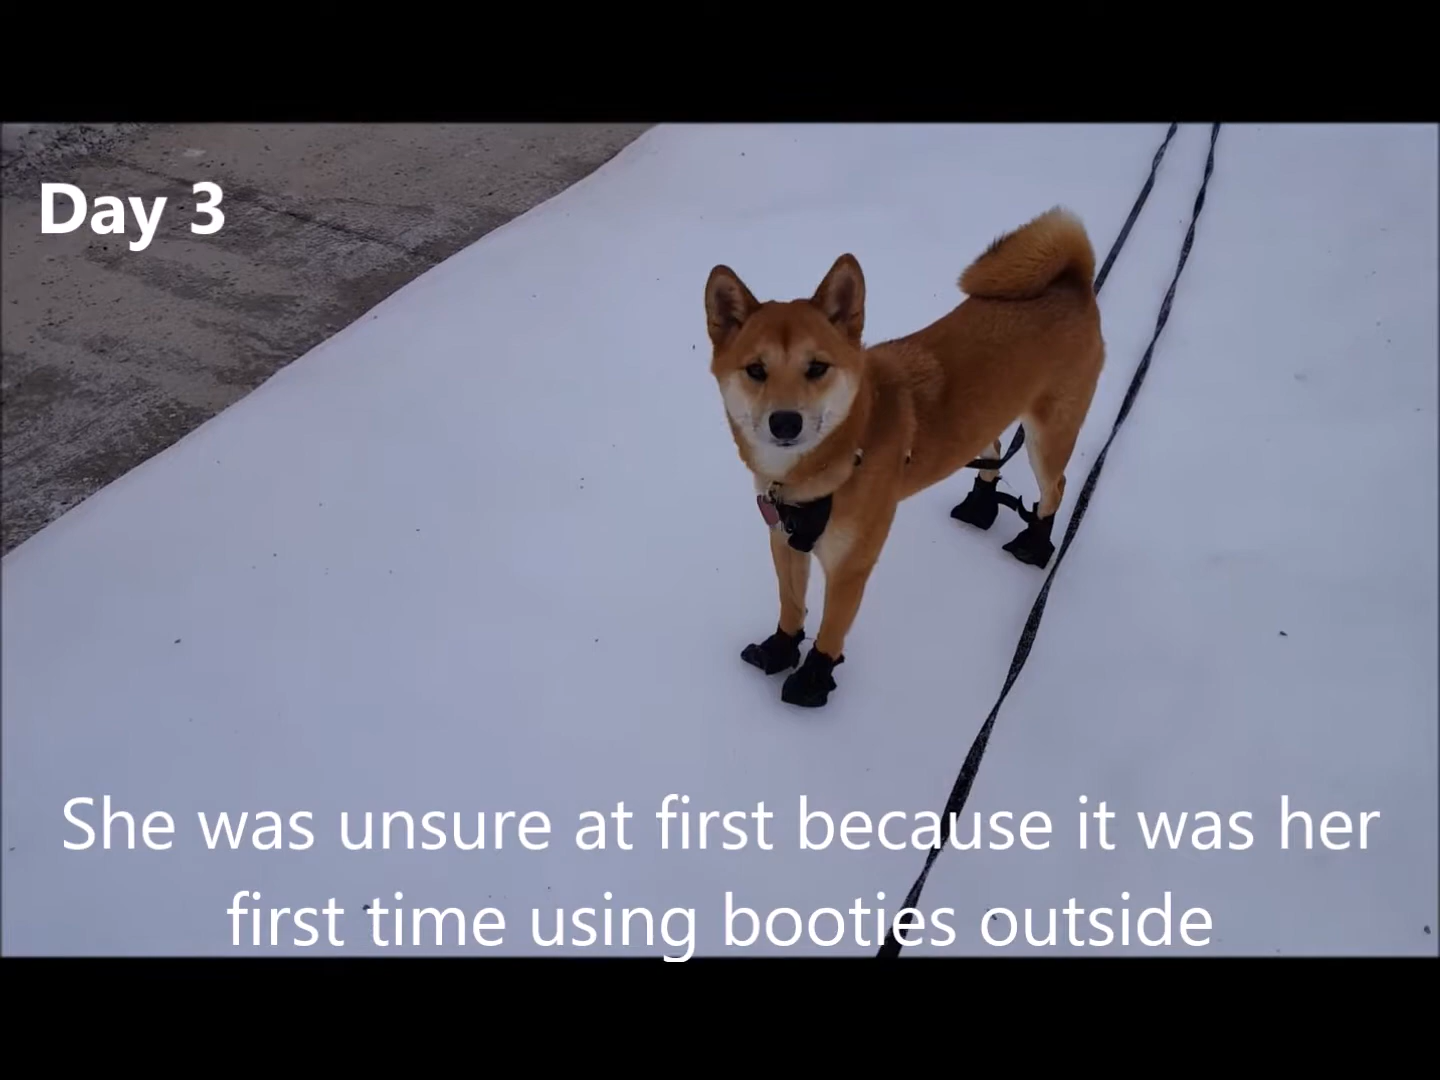 Day 3
She was unsure at first because it was her
first time using booties outside